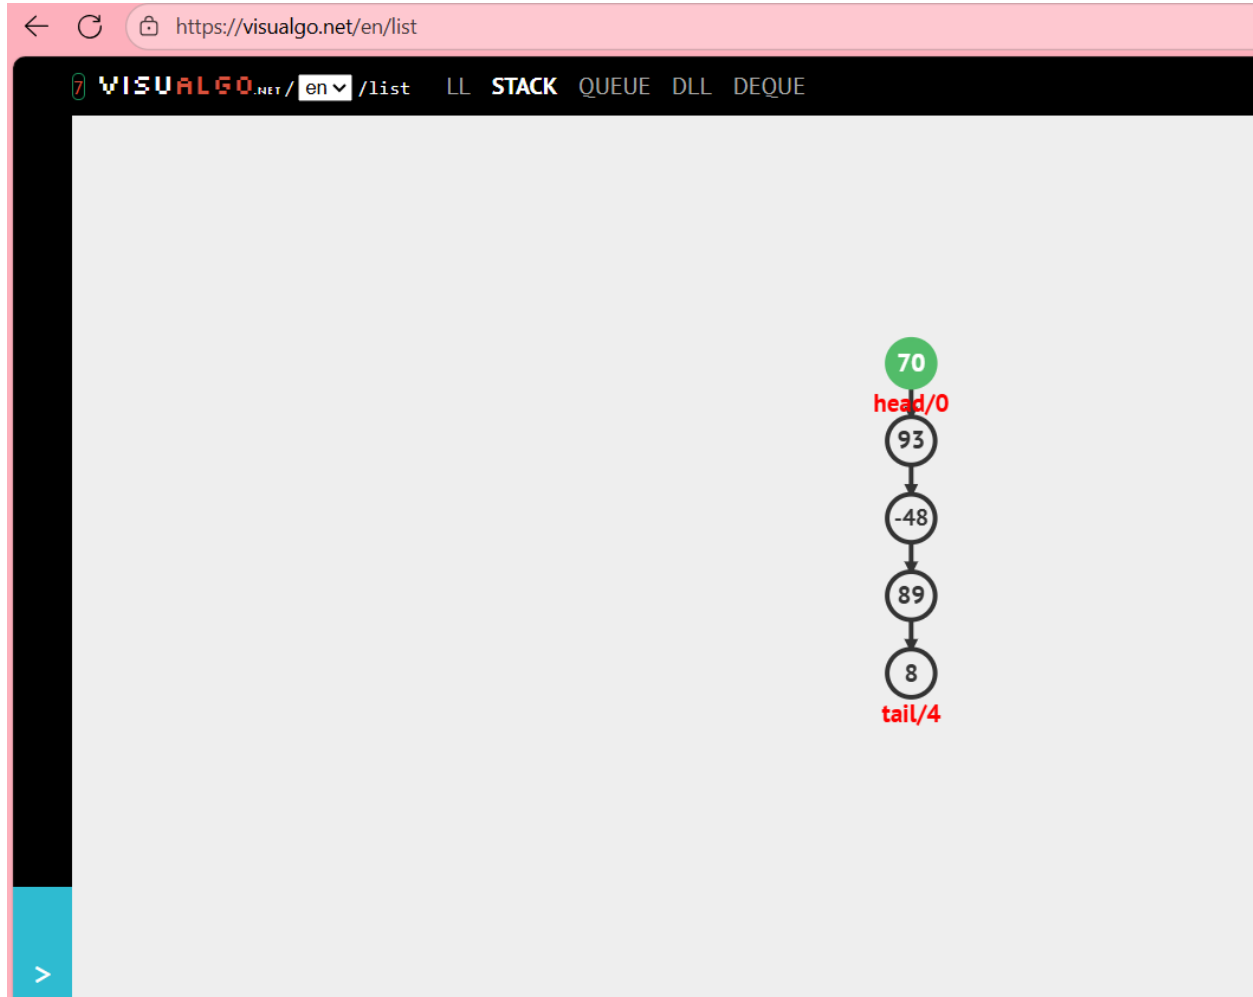 https://visualgo.net/en/list
7 VISUALGO.NET/ en /list LL STACK QUEUE DLL DEQUE
70
head/0
93
-48
89
8
tail/4
>